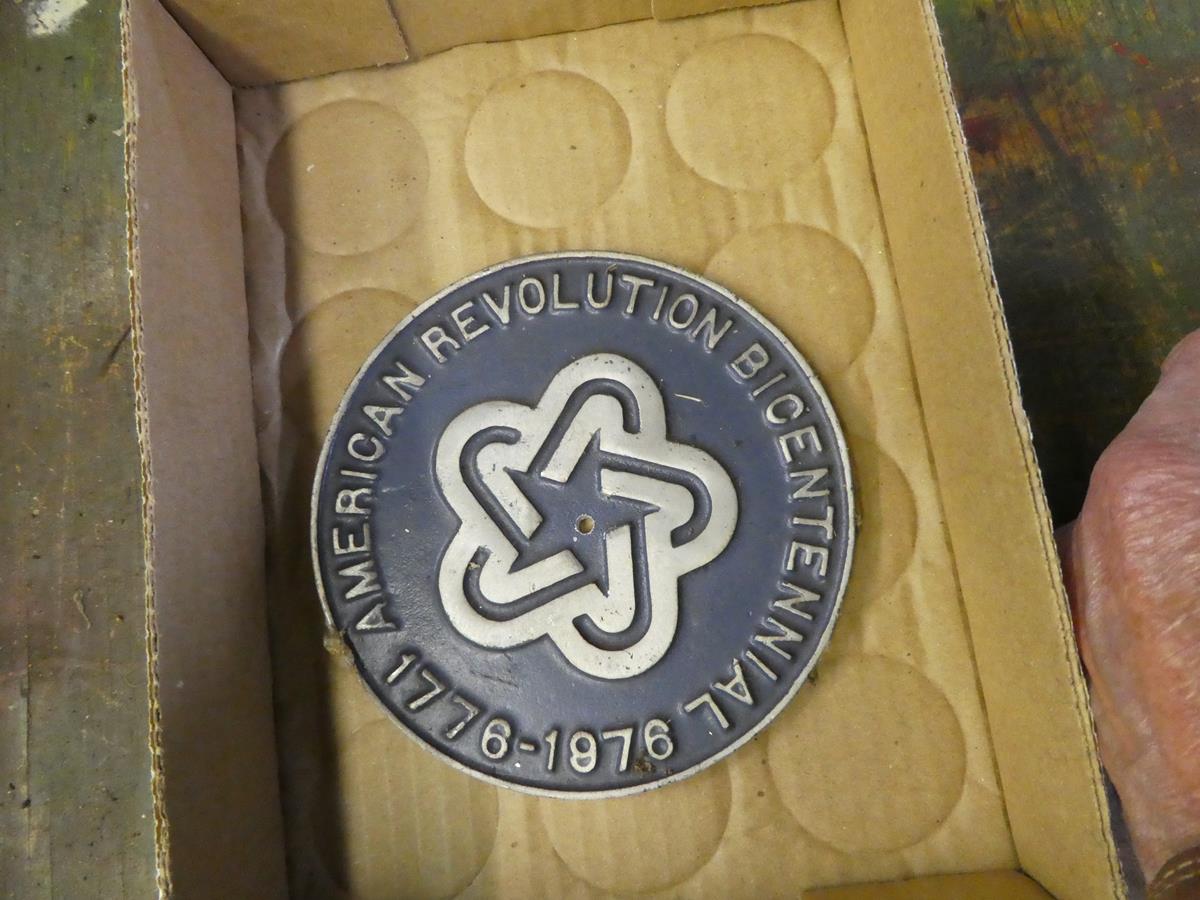 AMERICAN REVOLUTION BICENTENNIAL
1776-1976